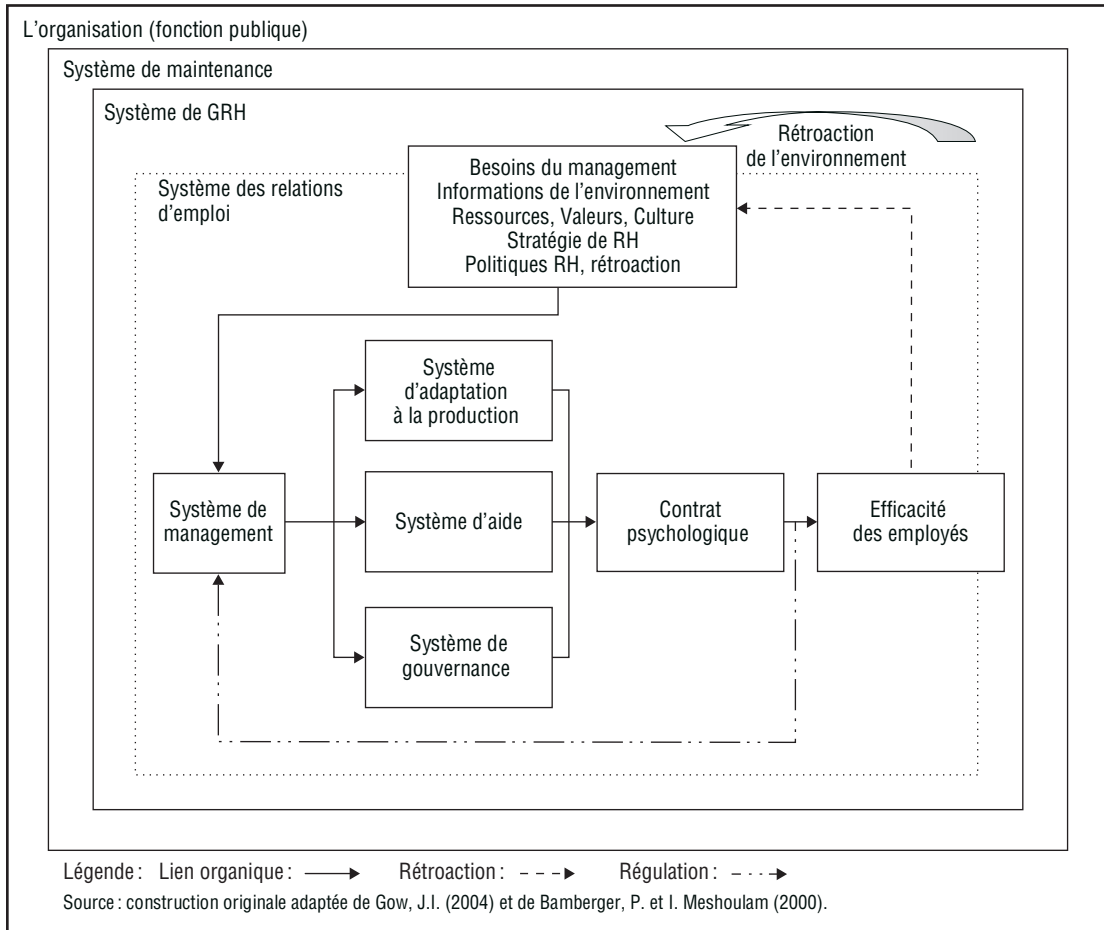 L'organisation (fonction publique)
Système de maintenance
Système de GRH
Rétroaction
de l'environnement
Besoins du management
Informations de l'environnement
Ressources, Valeurs, Culture
Stratégie de RH
Politiques RH, rétroaction
Système des relations
d'emploi
Système
d'adaptation
à la production
Système de
management
Système d'aide
Contrat
psychologique
Efficacité
des employés
Système de
gouvernance
Légende : Lien organique : Rétroaction : Régulation :
Source : construction originale adaptée de Gow, J.I. (2004) et de Bamberger, P. et I. Meshoulam (2000).